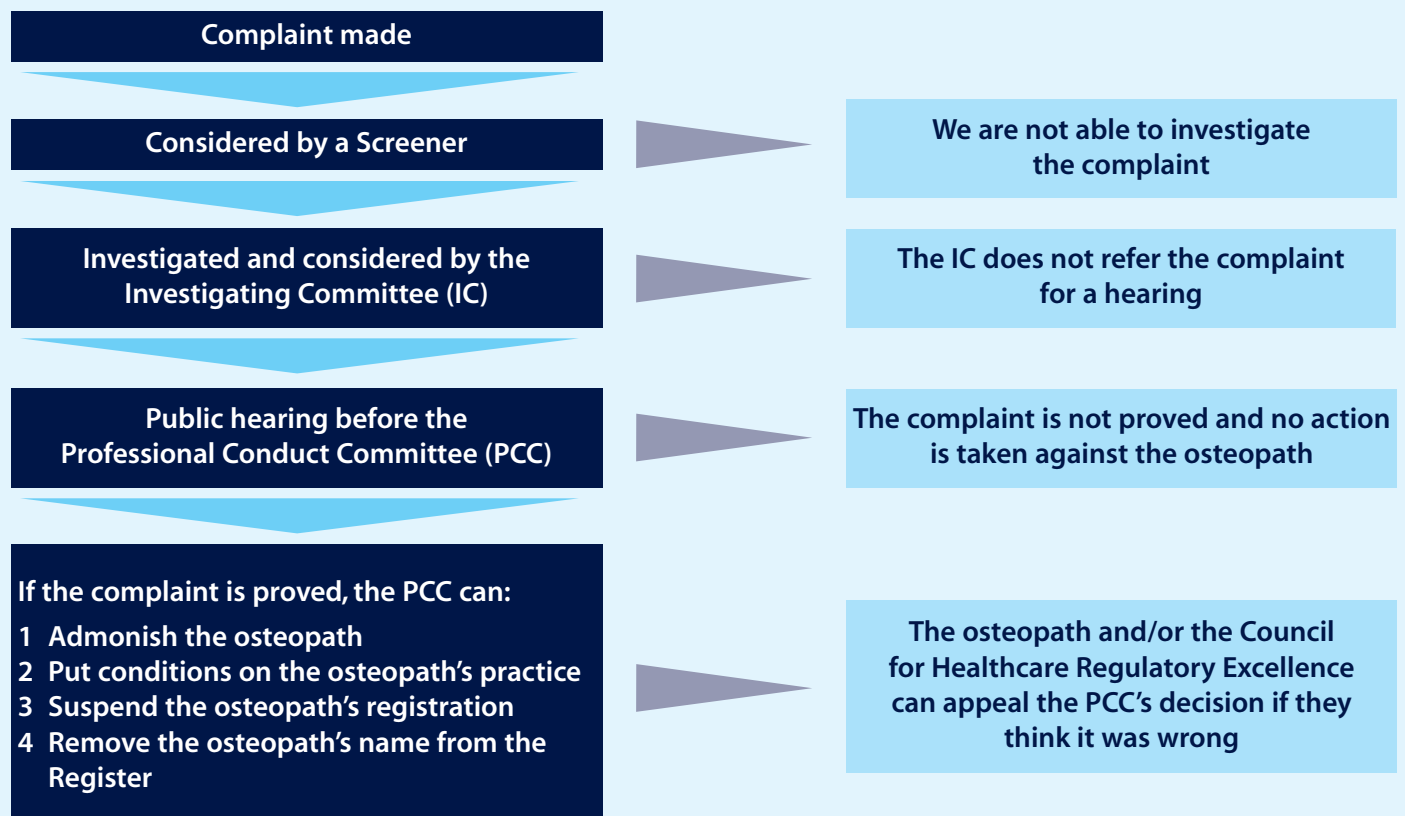 Complaint made
Considered by a Screener
We are not able to investigate
the complaint
Investigated and considered by the
Investigating Committee (IC)
The IC does not refer the complaint
for a hearing
Public hearing before the
Professional Conduct Committee (PCC)
The complaint is not proved and no action
is taken against the osteopath
If the complaint is proved, the PCC can:
1 Admonish the osteopath
2 Put conditions on the osteopath’s practice
3 Suspend the osteopath’s registration
4 Remove the osteopath’s name from the
Register
The osteopath and/or the Council
for Healthcare Regulatory Excellence
can appeal the PCC’s decision if they
think it was wrong